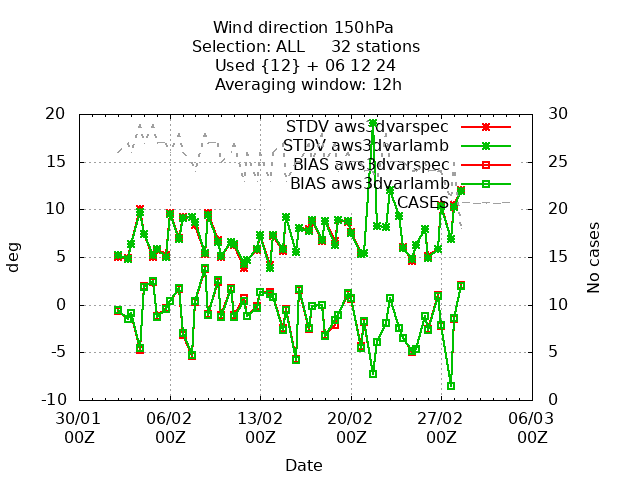 Wind direction 150hPa
Selection: ALL 32 stations
Used {12} + 06 12 24
Averaging window: 12h
20 30
STDV aws3dvarspec
STDV aws3dvarlamb
15 25
BIAS aws3dvarspec
BIAS aws3dvarlamb
CASES
10 20
5 15
0 10
-5 5
-10 0
deg
No cases
30/01 06/02 13/02 20/02 27/02 06/03
00Z 00Z 00Z 00Z 00Z 00Z
Date